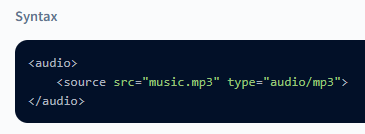 Syntax
<audio>
    <source src="music.mp3" type="audio/mp3">
</audio>